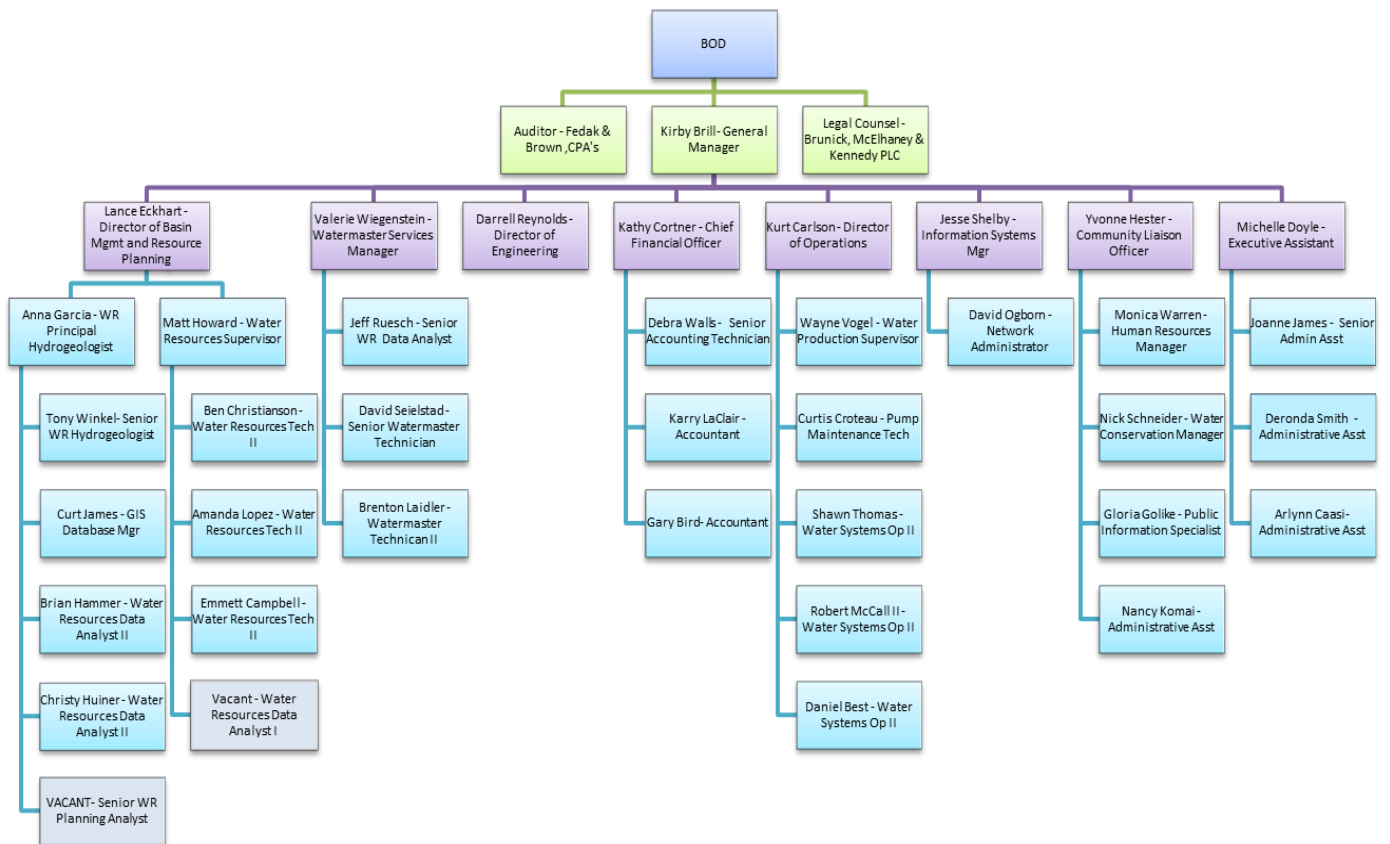 BOD
Auditor - Fedak &
Brown ,CPA's
Kirby Brill- General
Manager
Legal Counsel -
Brunick, McElhaney &
Kennedy PLC
Lance Eckhart -
Director of Basin
Mgmt and Resource
Planning
Valerie Wiegenstein -
Watermaster Services
Manager
Darrell Reynolds -
Director of
Engineering
Kathy Cortner - Chief
Financial Officer
Kurt Carlson - Director
of Operations
Jesse Shelby -
Information Systems
Mgr
Yvonne Hester -
Community Liaison
Officer
Michelle Doyle -
Executive Assistant
Anna Garcia - WR
Principal
Hydrogeologist
Matt Howard - Water
Resources Supervisor
Jeff Ruesch - Senior
WR Data Analyst
Debra Walls - Senior
Accounting Technician
Wayne Vogel - Water
Production Supervisor
David Ogborn -
Network
Administrator
Monica Warren -
Human Resources
Manager
Joanne James - Senior
Admin Asst
Tony Winkel- Senior
WR Hydrogeologist
Ben Christianson-
Water Resources Tech
II
David Seielstad -
Senior Watermaster
Technician
Karry LaClair -
Accountant
Curtis Croteau - Pump
Maintenance Tech
Nick Schneider - Water
Conservation Manager
Deronda Smith -
Administrative Asst
Curt James - GIS
Database Mgr
Amanda Lopez - Water
Resources Tech II
Brenton Laidler-
Watermaster
Technican II
Gary Bird- Accountant
Shawn Thomas -
Water Systems Op II
Gloria Golike - Public
Information Specialist
Arlynn Caasi-
Administrative Asst
Brian Hammer - Water
Resources Data
Analyst II
Emmett Campbell -
Water Resources Tech
II
Robert McCall II-
Water Systems Op II
Nancy Komai -
Administrative Asst
Christy Huiner - Water
Resources Data
Analyst II
Vacant - Water
Resources Data
Analyst I
Daniel Best - Water
Systems Op II
VACANT- Senior WR
Planning Analyst